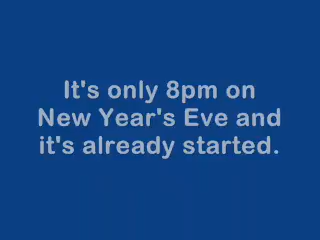 It's only 8pm on
New Year's Eve and
it's already started.